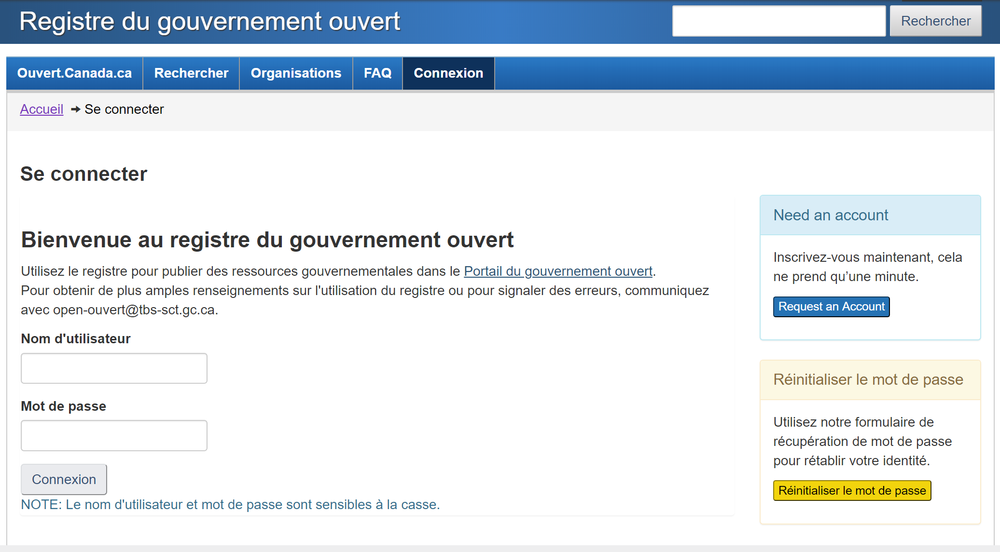 Registre du gouvernement ouvert
Rechercher
Ouvert.Canada.ca
Rechercher
Organisations
FAQ
Connexion
Accueil → Se connecter
Se connecter
Bienvenue au registre du gouvernement ouvert
Utilisez le registre pour publier des ressources gouvernementales dans le Portail du gouvernement ouvert.
Pour obtenir de plus amples renseignements sur l'utilisation du registre ou pour signaler des erreurs, communiquez
avec open-ouvert@tbs-sct.gc.ca.
Nom d'utilisateur
Mot de passe
Connexion
NOTE: Le nom d'utilisateur et mot de passe sont sensibles à la casse.
Need an account
Inscrivez-vous maintenant, cela
ne prend qu’une minute.
Request an Account
Réinitialiser le mot de passe
Utilisez notre formulaire de
récupération de mot de passe
pour rétablir votre identité.
Réinitialiser le mot de passe